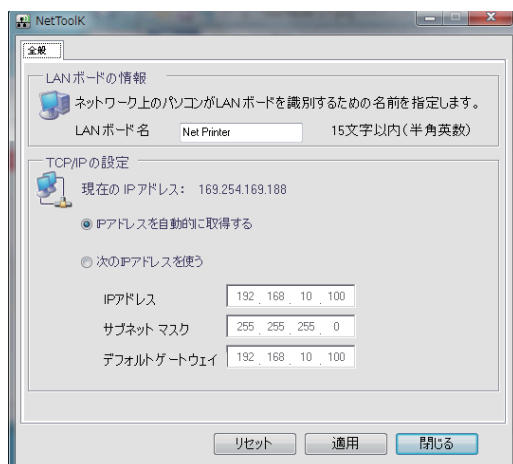 NetToolK
全般
LANボードの情報
ネットワーク上のパソコンがLANボードを識別するための名前を指定します。
LANボード名 Net Printer 15文字以内(半角英数)
TCP/IPの設定
現在のIPアドレス: 169.254.169.188
IPアドレスを自動的に取得する
次のIPアドレスを使う
IPアドレス 192 . 168 . 10 . 100
サブネット マスク 255 . 255 . 255 . 0
デフォルトゲートウェイ 192 . 168 . 10 . 100
リセット 適用 閉じる